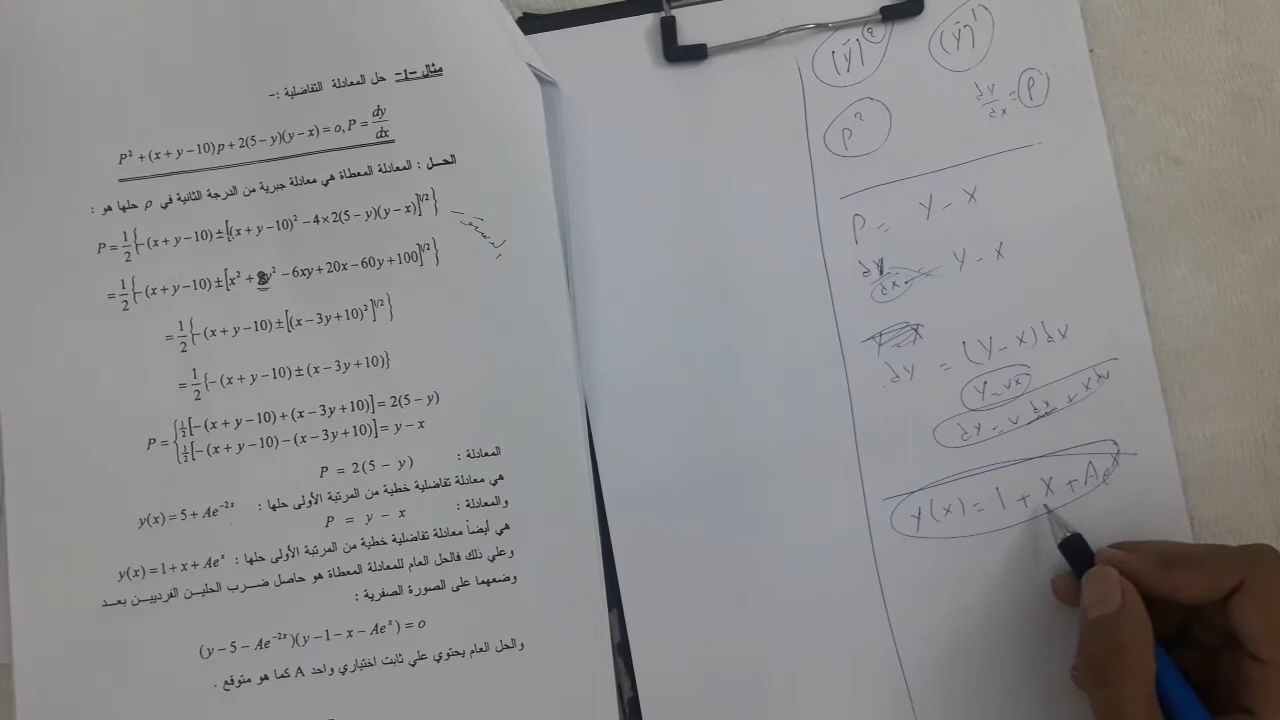 مثال -1- حل المعادلة التفاضلية :-
P² + (x + y − 10)p + 2(5 − y)(y − x) = o, P = dy/dx
الحل : المعادلة المعطاة هي معادلة جبرية من الدرجة الثانية في ρ حلها هو :
P = 1/2 {−(x + y − 10) ± [(x + y − 10)² − 4 × 2(5 − y)(y − x)]^1/2}
= 1/2 {−(x + y − 10) ± [x² + 9y² − 6xy + 20x − 60y + 100]^1/2}
= 1/2 {−(x + y − 10) ± [(x − 3y + 10)²]^1/2}
= 1/2 {−(x + y − 10) ± (x − 3y + 10)}
P = { 1/2 [−(x + y − 10) + (x − 3y + 10)] = 2(5 − y)
1/2 [−(x + y − 10) − (x − 3y + 10)] = y − x
المعادلة : P = 2(5 − y)
هي معادلة تفاضلية خطية من المرتبة الأولى حلها : y(x) = 5 + Ae^−2x
والمعادلة : P = y − x
هي أيضاً معادلة تفاضلية خطية من المرتبة الأولى حلها : y(x) = 1 + x + Ae^x
وعلي ذلك فالحل العام للمعادلة المعطاة هو حاصل ضرب الحلين الفرديين بعد
وضعهما على الصورة الصفرية :
(y − 5 − Ae^−2x)(y − 1 − x − Ae^x) = o
والحل العام يحتوي علي ثابت اختياري واحد A كما هو متوقع .
dy/dx = P
P²
P = y − x
dy/dx = y − x
dy = (y − x) dx
y = vx
y(x) = 1 + x + Ae^x